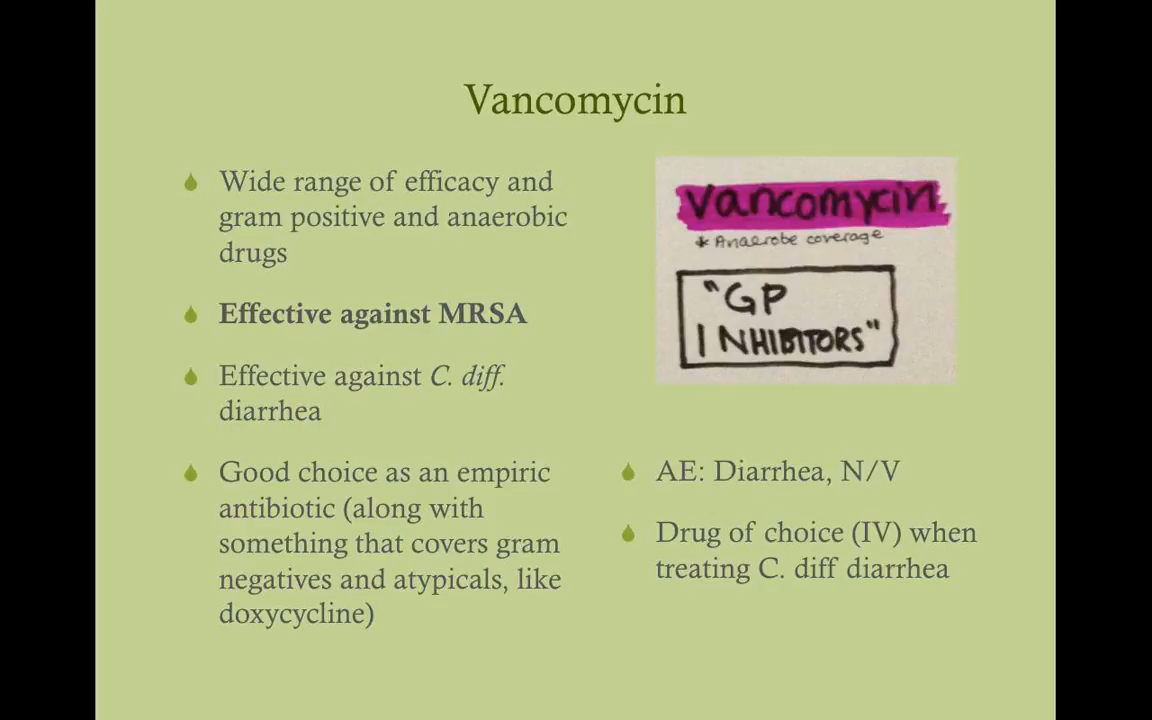 Vancomycin
Wide range of efficacy and
gram positive and anaerobic
drugs
Effective against MRSA
Effective against C. diff.
diarrhea
Good choice as an empiric
antibiotic (along with
something that covers gram
negatives and atypicals, like
doxycycline)
Vancomycin
* Anaerobe coverage
"GP
INHIBITORS"
AE: Diarrhea, N/V
Drug of choice (IV) when
treating C. diff diarrhea